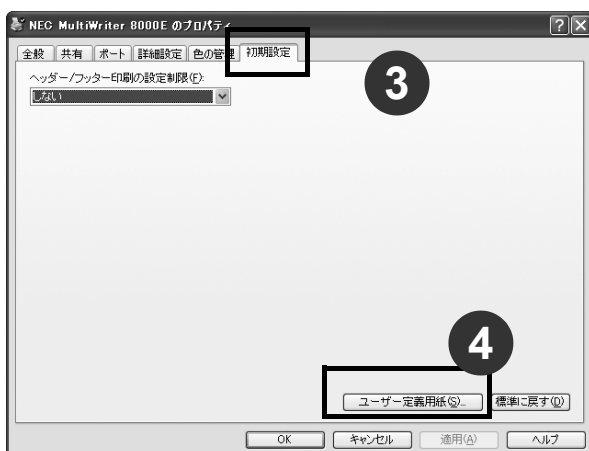 NEC MultiWriter 8000E のプロパティ
全般 共有 ポート 詳細設定 色の管理 初期設定
3
ヘッダー/フッター印刷の設定制限(F):
しない
4
ユーザー定義用紙(S)... 標準に戻す(D)
OK キャンセル 適用(A) ヘルプ